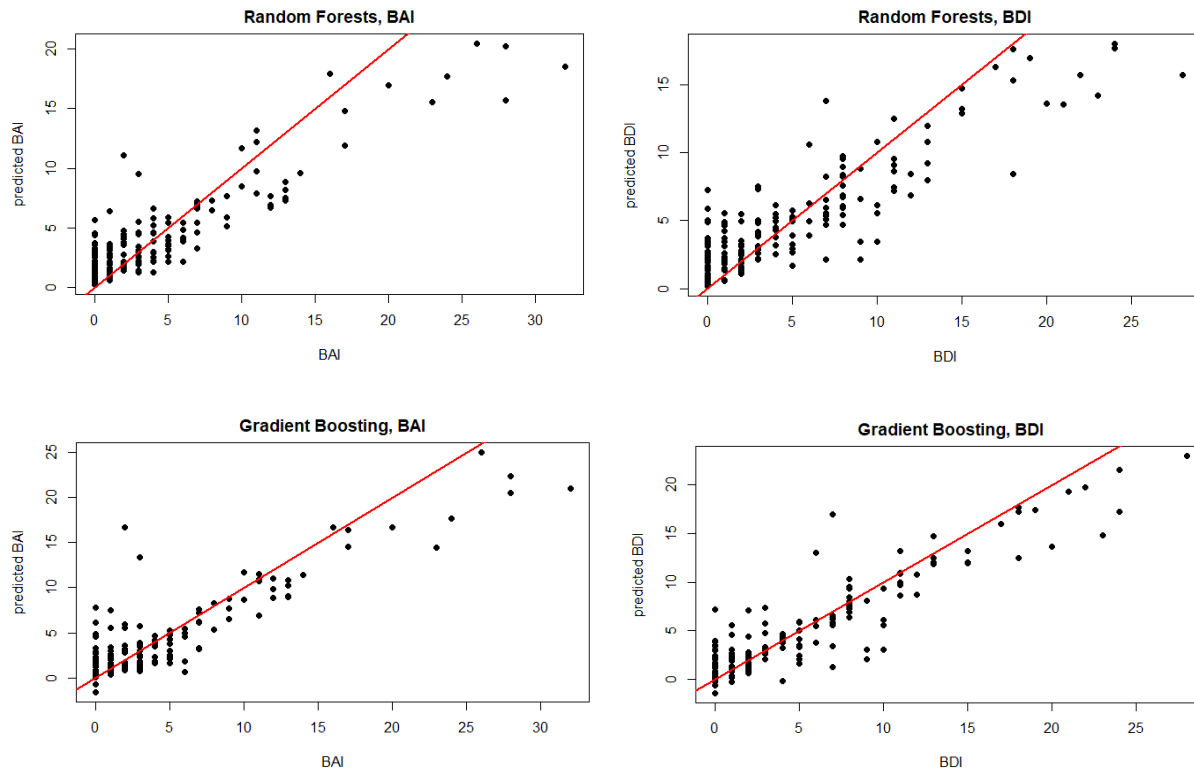 Random Forests, BAI
predicted BAI
20
15
10
5
0
0 5 10 15 20 25 30
BAI
Random Forests, BDI
predicted BDI
15
10
5
0
0 5 10 15 20 25
BDI
Gradient Boosting, BAI
predicted BAI
25
20
15
10
5
0
0 5 10 15 20 25 30
BAI
Gradient Boosting, BDI
predicted BDI
20
15
10
5
0
0 5 10 15 20 25
BDI